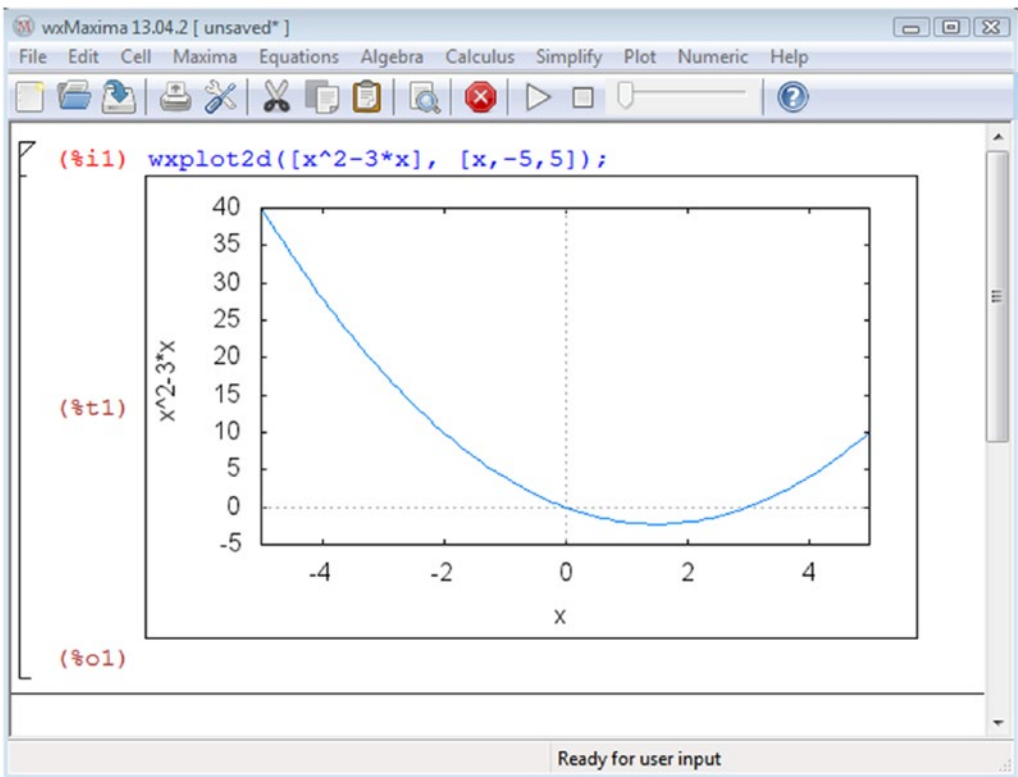 wxMaxima 13.04.2 [ unsaved* ]
File Edit Cell Maxima Equations Algebra Calculus Simplify Plot Numeric Help
(%i1) wxplot2d([x^2-3*x], [x,-5,5]);
(%t1)
x^2-3*x
40
35
30
25
20
15
10
5
0
-5
-4 -2 0 2 4
x
(%o1)
Ready for user input